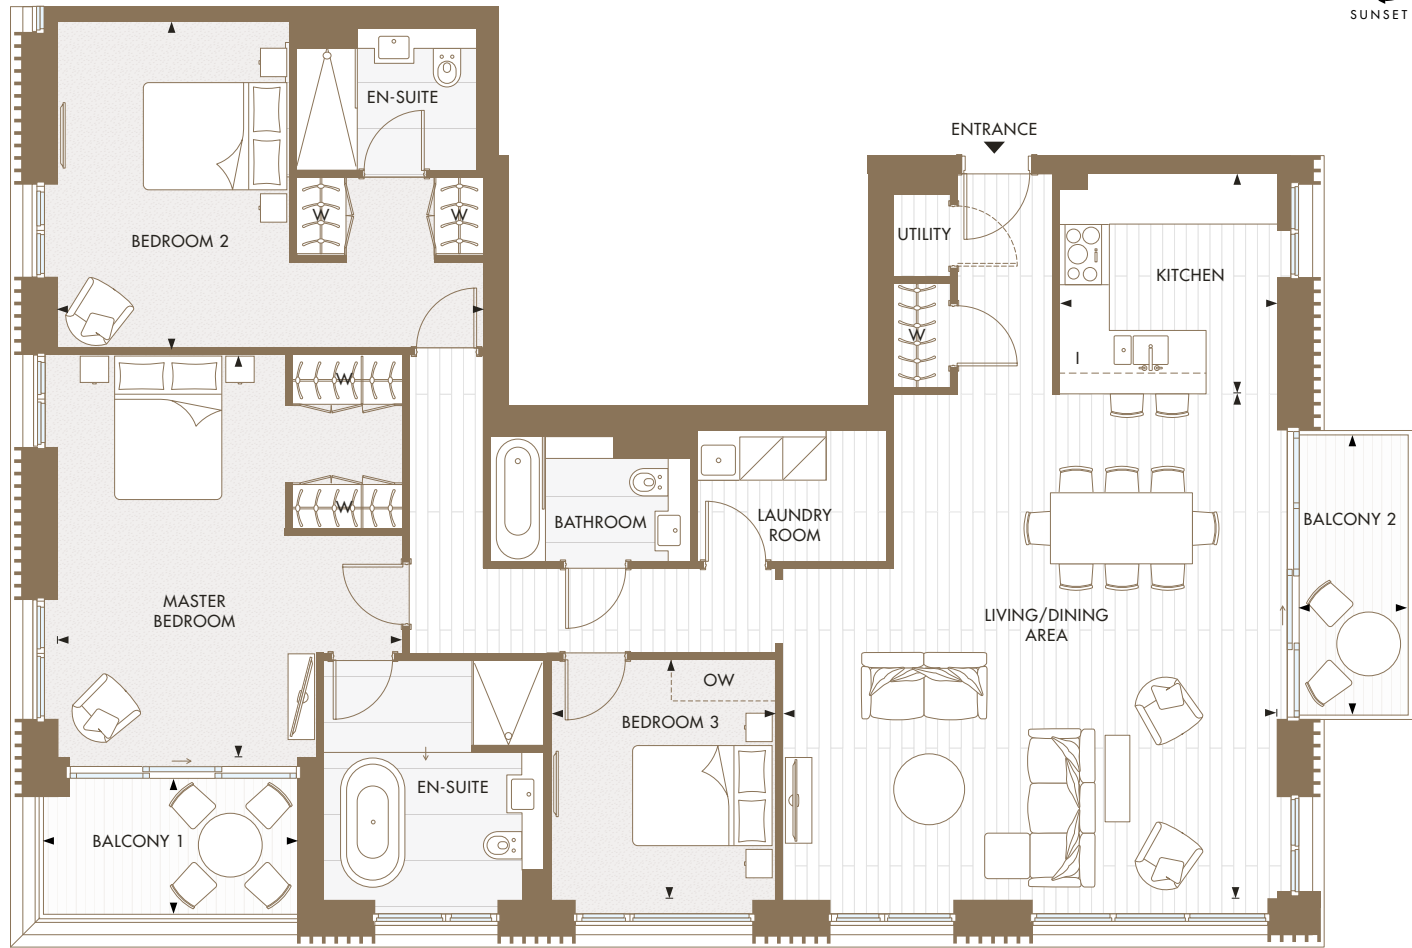 SUNSET
ENTRANCE
EN-SUITE
W
W
BEDROOM 2
UTILITY
KITCHEN
W
I
W
W
BATHROOM
LAUNDRY
ROOM
BALCONY 2
MASTER
BEDROOM
LIVING/DINING
AREA
OW
BEDROOM 3
EN-SUITE
BALCONY 1